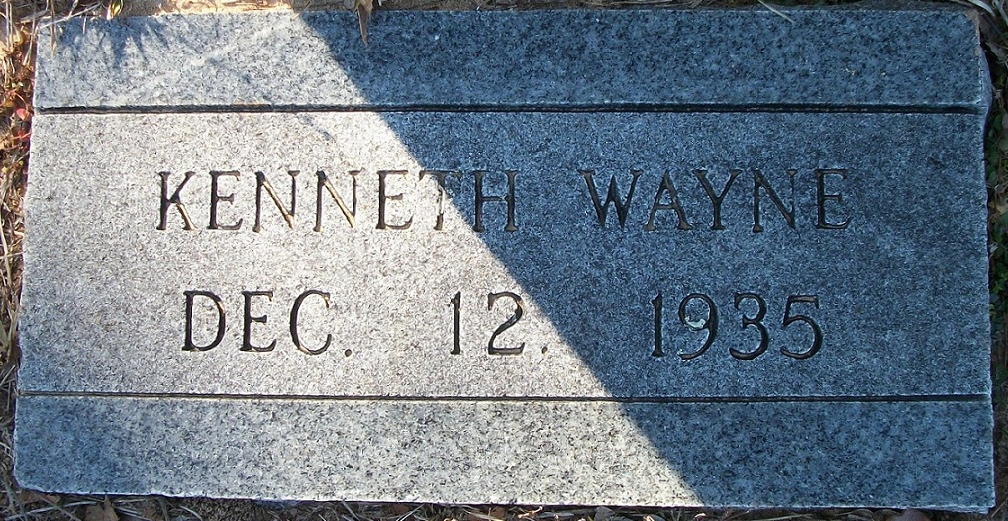 KENNETH WAYNE
DEC. 12, 1935